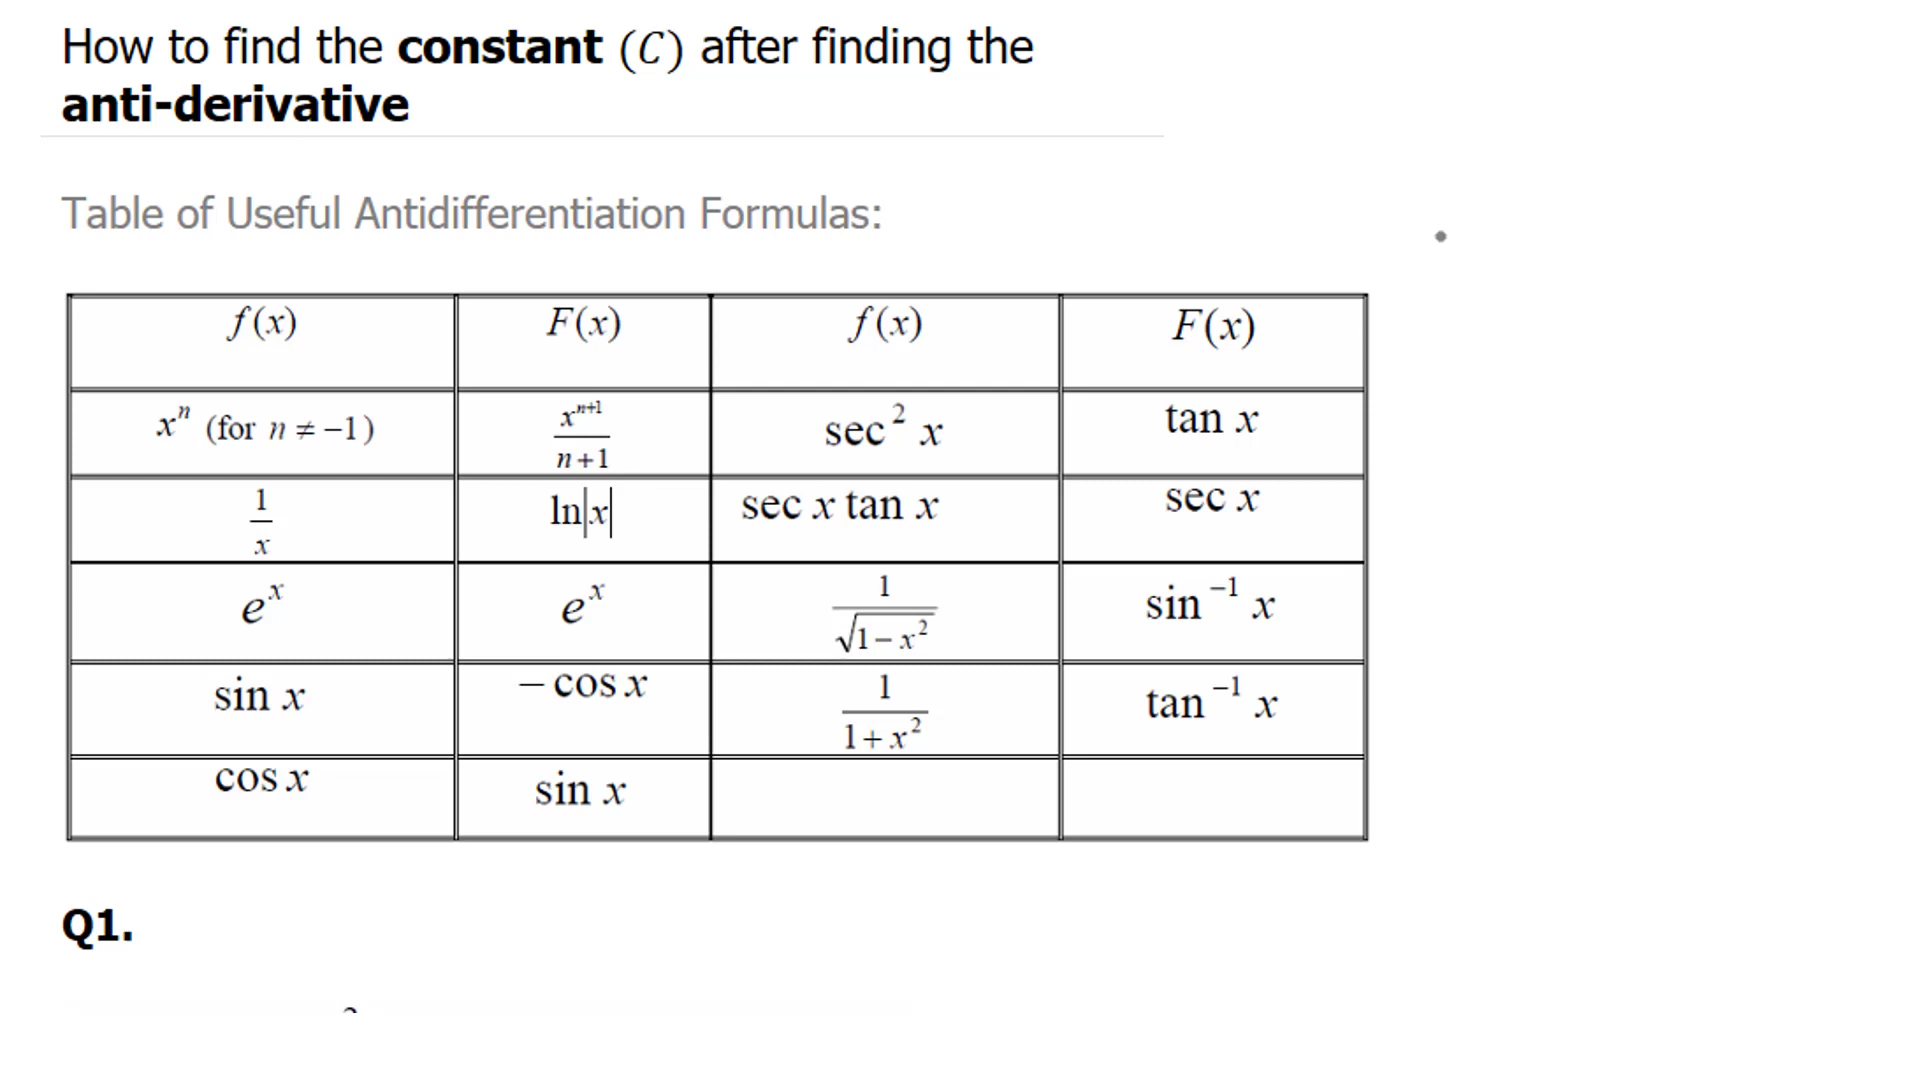 How to find the constant (C) after finding the
anti-derivative
Table of Useful Antidifferentiation Formulas:
f(x) F(x) f(x) F(x)
xⁿ (for n ≠ −1) xⁿ⁺¹/n+1 sec² x tan x
1/x ln|x| sec x tan x sec x
eˣ eˣ 1/√1−x² sin⁻¹ x
sin x − cos x 1/1+x² tan⁻¹ x
cos x sin x
Q1.